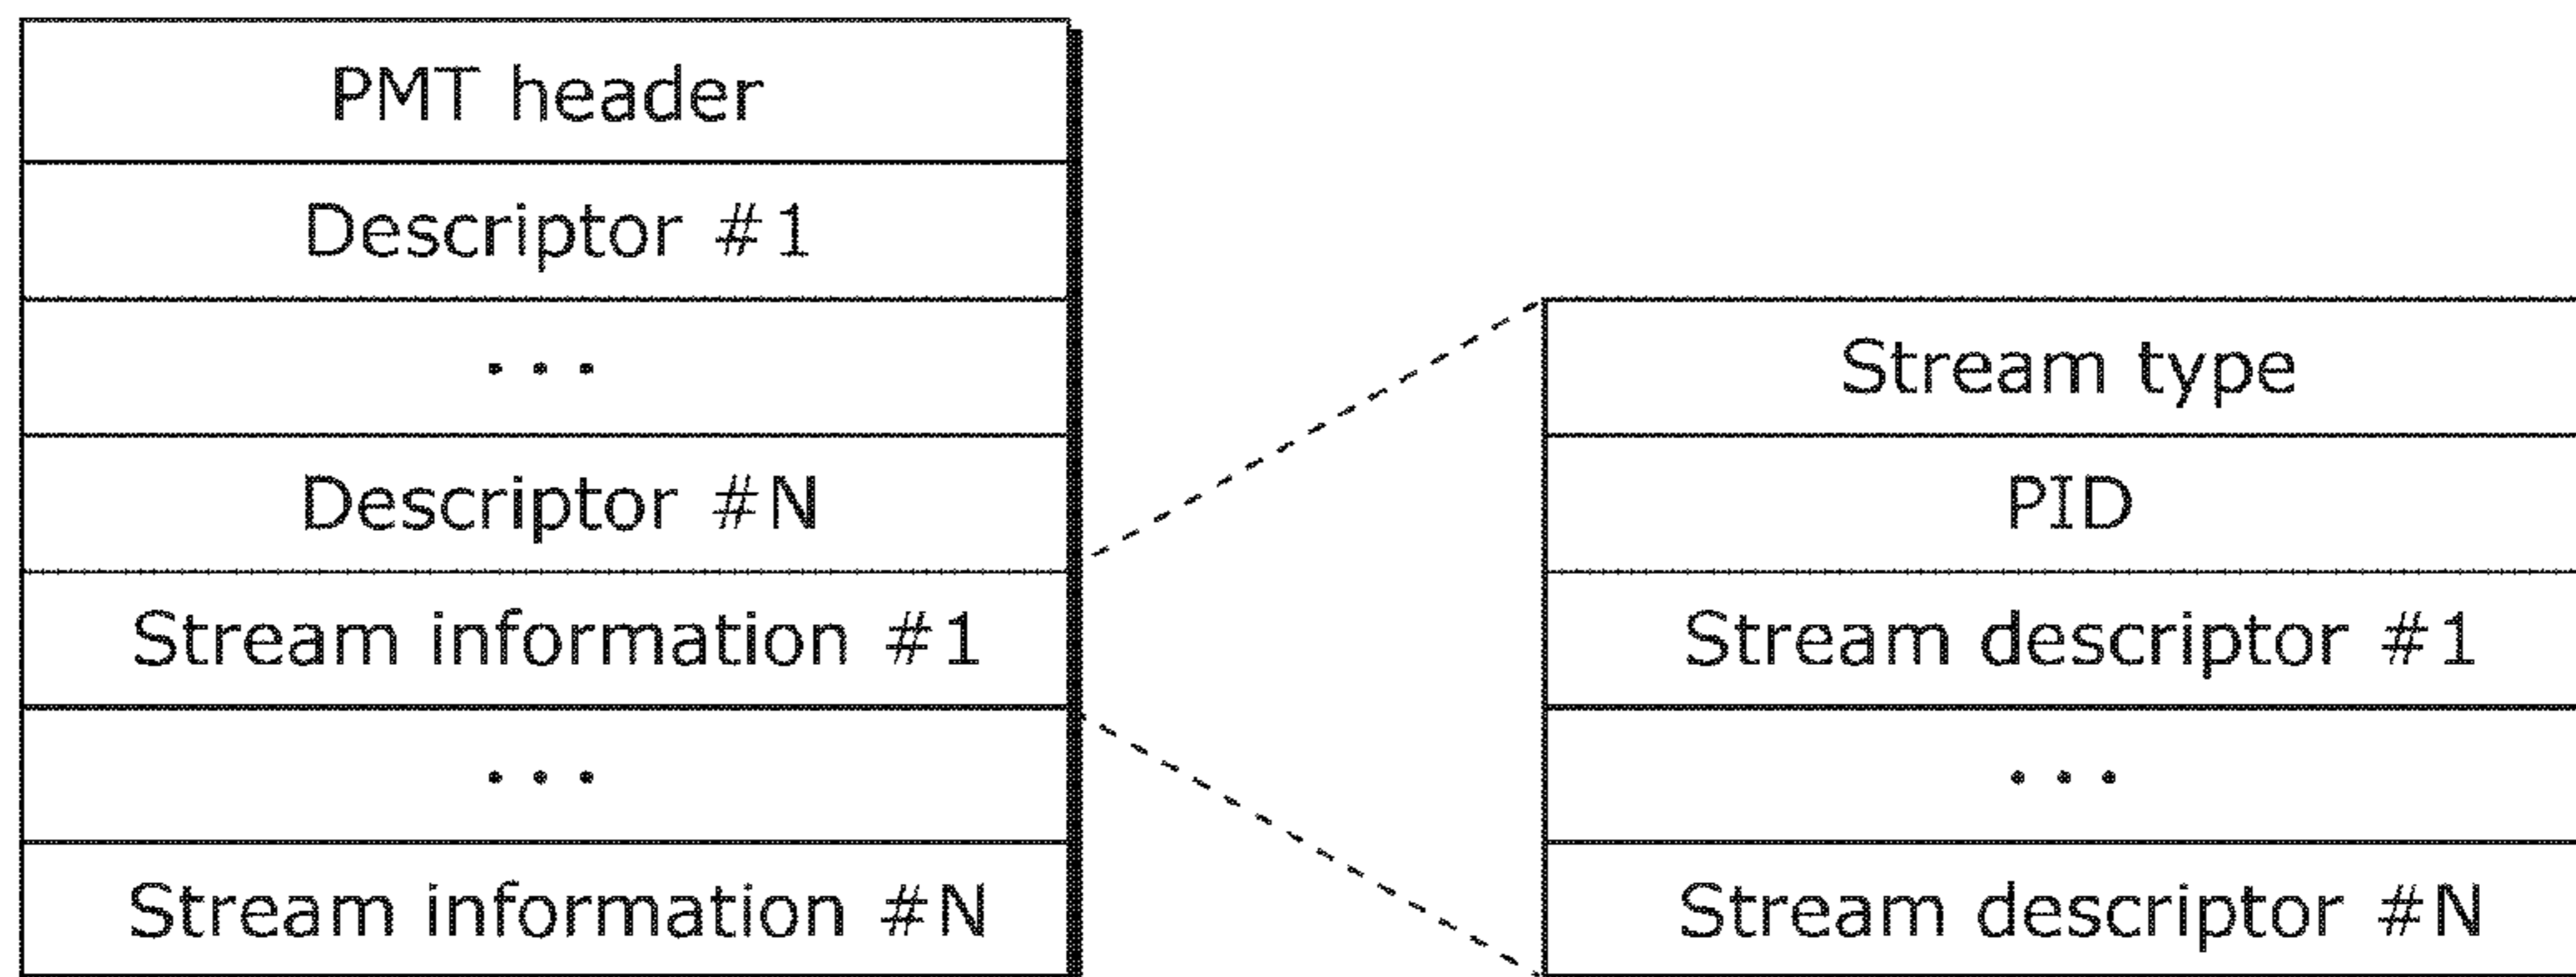 PMT header
Descriptor #1
...
Descriptor #N
Stream information #1
...
Stream information #N
Stream type
PID
Stream descriptor #1
...
Stream descriptor #N